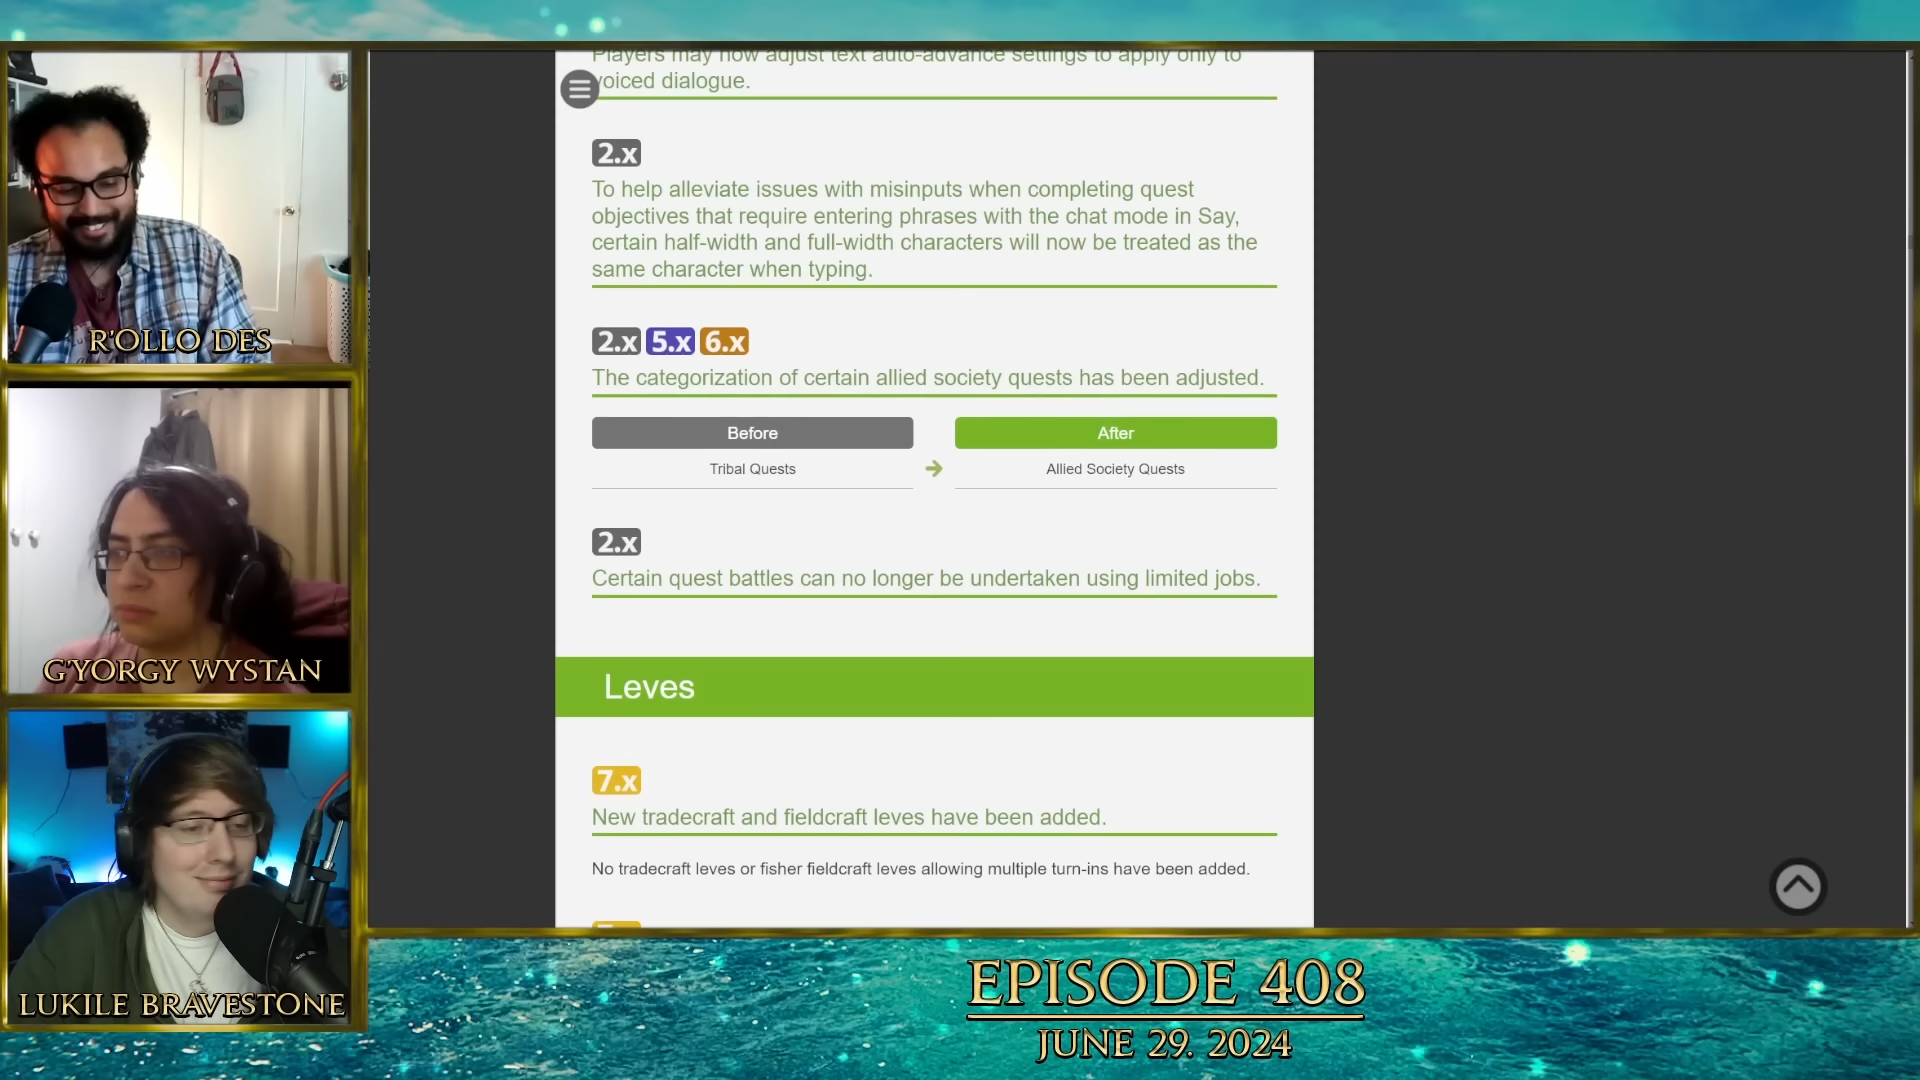 Players may now adjust text auto-advance settings to apply only to
voiced dialogue.
2.x
To help alleviate issues with misinputs when completing quest
objectives that require entering phrases with the chat mode in Say,
certain half-width and full-width characters will now be treated as the
same character when typing.
2.x 5.x 6.x
The categorization of certain allied society quests has been adjusted.
Before After
Tribal Quests Allied Society Quests
2.x
Certain quest battles can no longer be undertaken using limited jobs.
Leves
7.x
New tradecraft and fieldcraft leves have been added.
No tradecraft leves or fisher fieldcraft leves allowing multiple turn-ins have been added.
R'OLLO DES
G'YORGY WYSTAN
LUKILE BRAVESTONE
EPISODE 408
JUNE 29. 2024